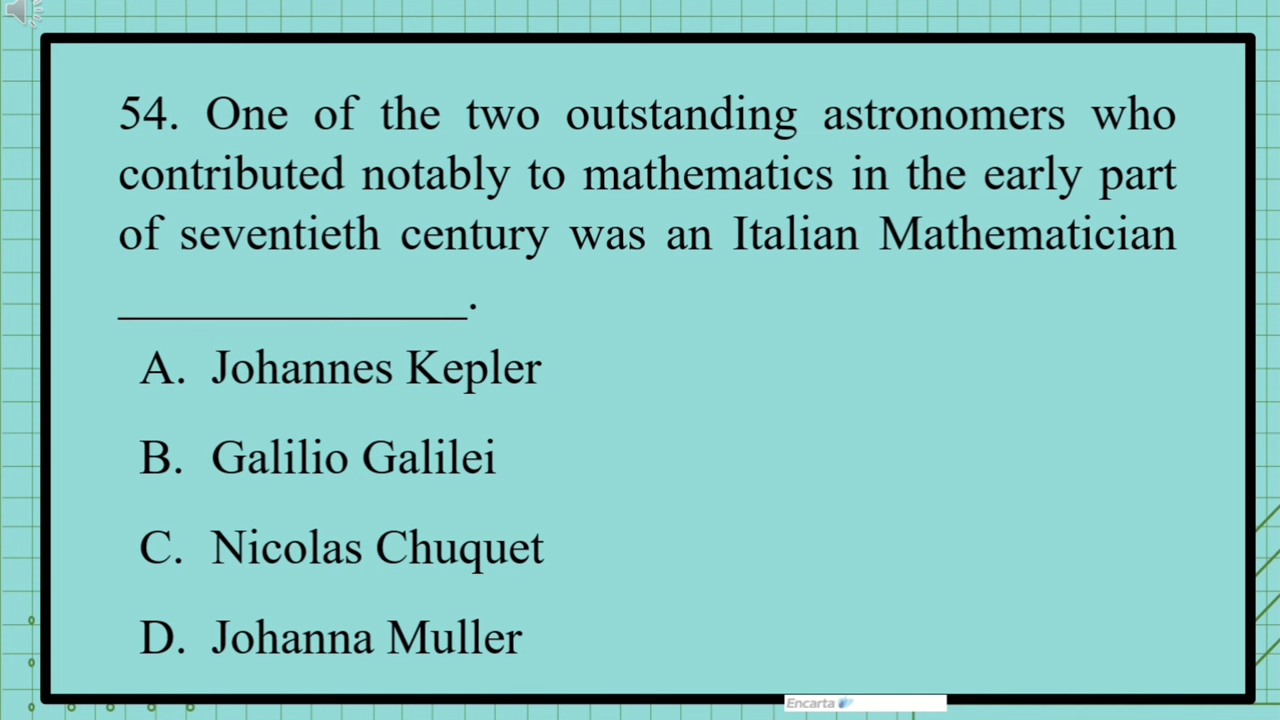 54. One of the two outstanding astronomers who
contributed notably to mathematics in the early part
of seventieth century was an Italian Mathematician
_______________.
A. Johannes Kepler
B. Galilio Galilei
C. Nicolas Chuquet
D. Johanna Muller
Encarta